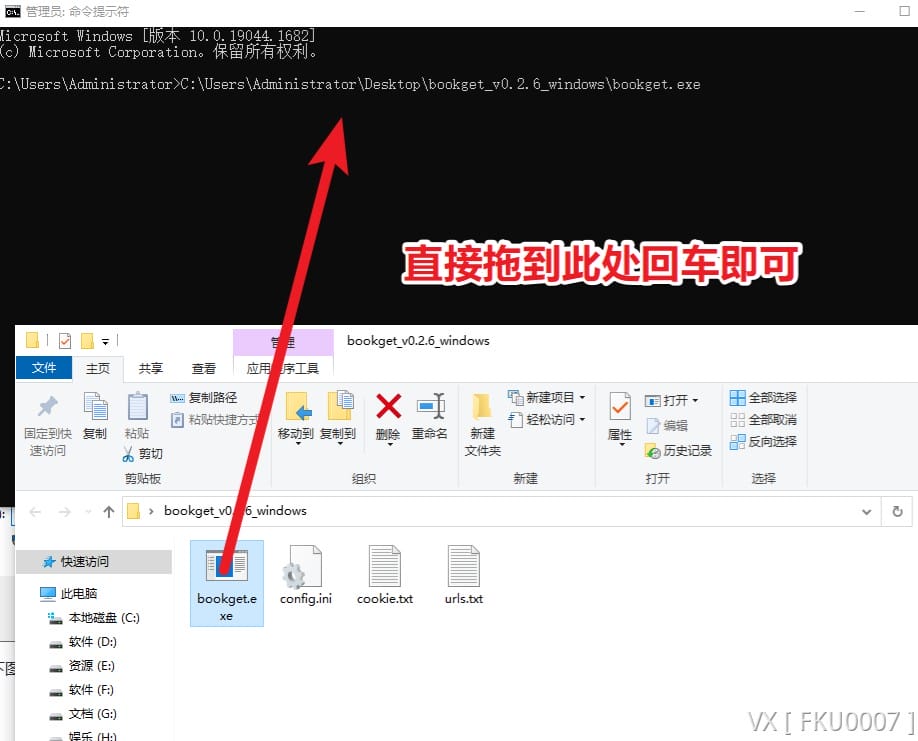 管理员: 命令提示符
Microsoft Windows [版本 10.0.19044.1682]
(c) Microsoft Corporation。保留所有权利。
C:\Users\Administrator>C:\Users\Administrator\Desktop\bookget_v0.2.6_windows\bookget.exe
直接拖到此处回车即可
管理
bookget_v0.2.6_windows
文件
主页
共享
查看
应用程序工具
固定到快
速访问
复制
粘贴
复制路径
粘贴快捷方式
剪切
剪贴板
移动到
复制到
删除
重命名
组织
新建
文件夹
新建项目
轻松访问
新建
属性
打开
编辑
历史记录
打开
全部选择
全部取消
反向选择
选择
bookget_v0.2.6_windows
快速访问
此电脑
本地磁盘 (C:)
软件 (D:)
资源 (E:)
软件 (F:)
文档 (G:)
娱乐 (H:)
bookget.e
xe
config.ini
cookie.txt
urls.txt
VX [ FKU0007 ]